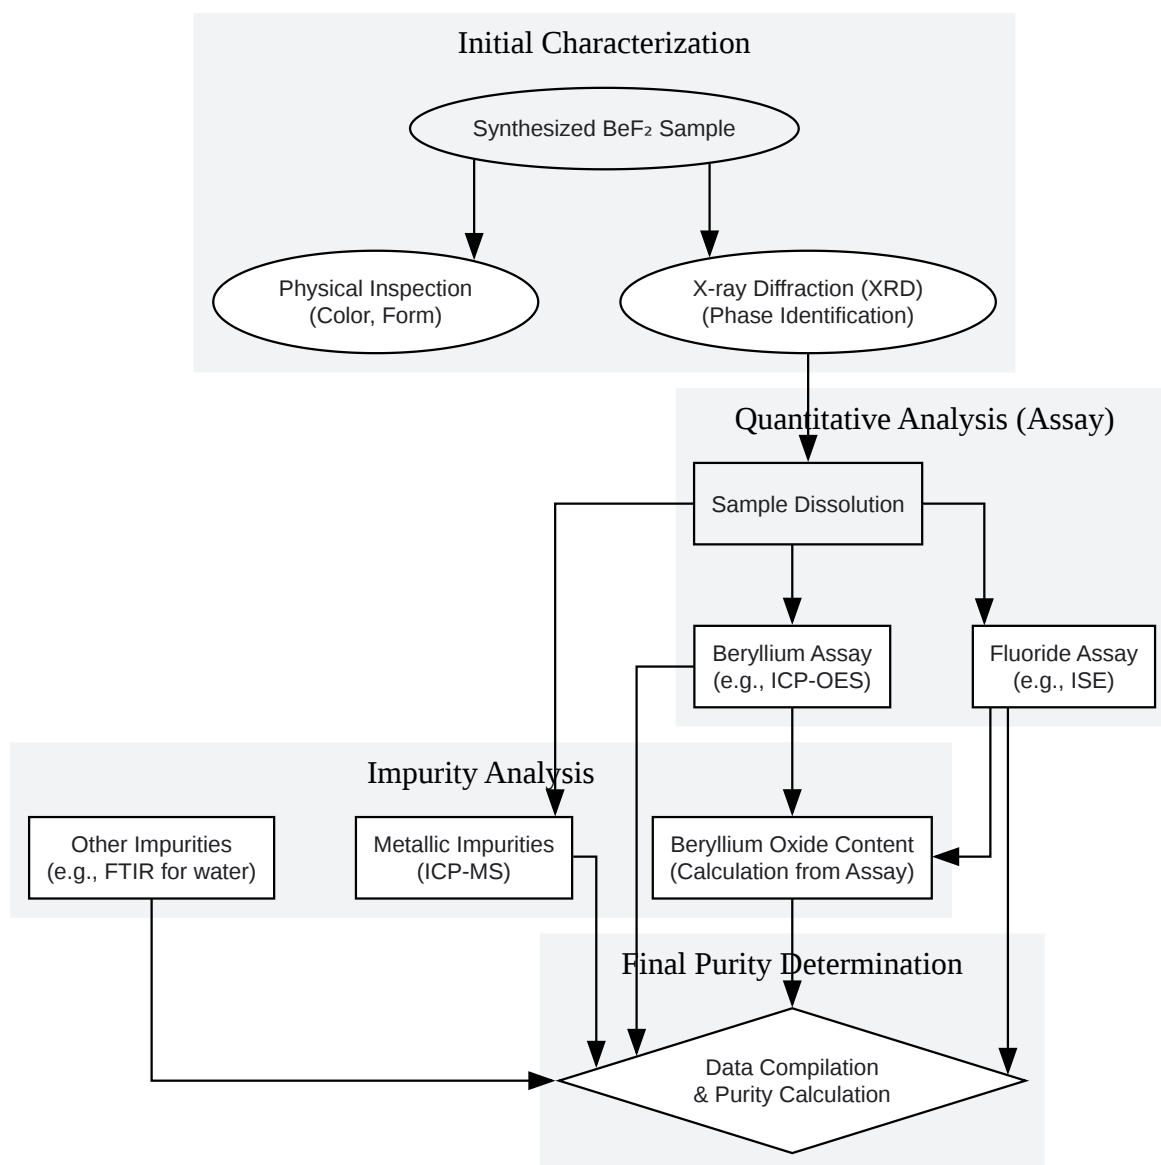 Initial Characterization
Synthesized BeF₂ Sample
Physical Inspection
(Color, Form)
X-ray Diffraction (XRD)
(Phase Identification)
Quantitative Analysis (Assay)
Sample Dissolution
Beryllium Assay
(e.g., ICP-OES)
Fluoride Assay
(e.g., ISE)
Impurity Analysis
Other Impurities
(e.g., FTIR for water)
Metallic Impurities
(ICP-MS)
Beryllium Oxide Content
(Calculation from Assay)
Final Purity Determination
Data Compilation
& Purity Calculation